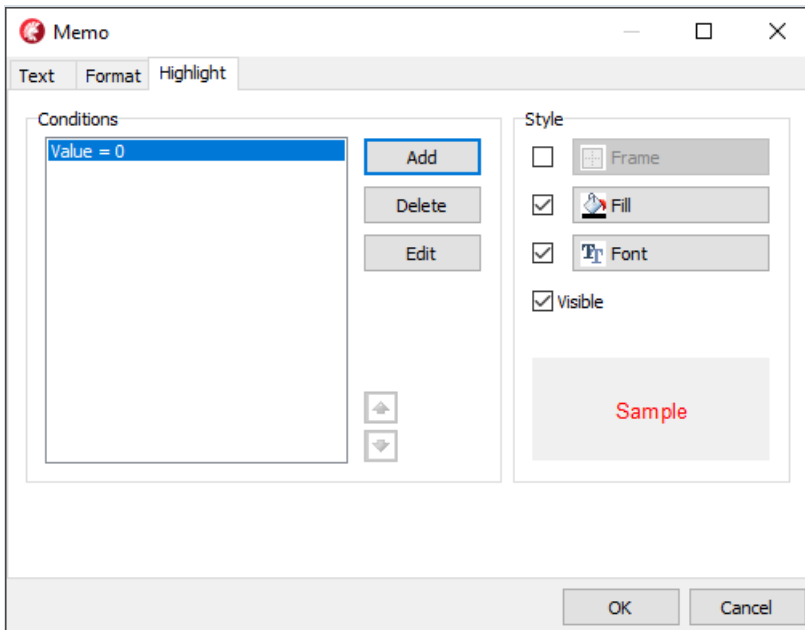 Memo
Text Format Highlight
Conditions
Value = 0
Add
Delete
Edit
Style
Frame
Fill
Font
Visible
Sample
OK Cancel